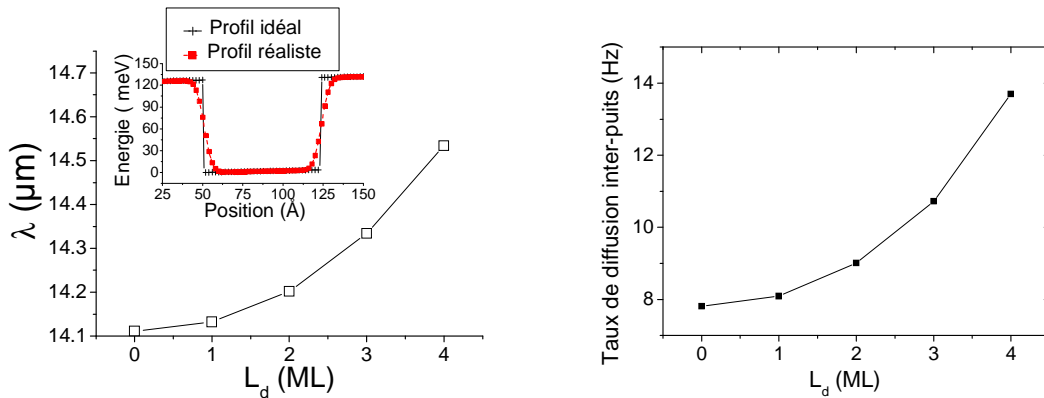 Profil idéal
Profil réaliste
14.7
14.6
14.5
14.4
14.3
14.2
14.1
λ (µm)
150
120
90
60
30
0
Energie ( meV)
25 50 75 100 125 150
Position (Å)
0 1 2 3 4
L_d (ML)
Taux de diffusion inter-puits (Hz)
14
12
10
8
0 1 2 3 4
L_d (ML)